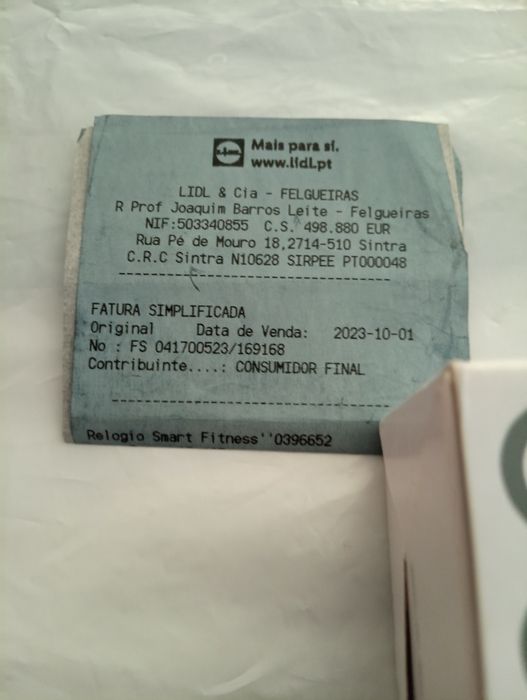 Mais para si.
www.lidl.pt
LIDL & Cia - FELGUEIRAS
R Prof Joaquim Barros Leite - Felgueiras
NIF:503340855 C.S. 498.880 EUR
Rua Pé de Mouro 18,2714-510 Sintra
C.R.C Sintra N10628 SIRPEE PT000048
FATURA SIMPLIFICADA
Original Data de Venda: 2023-10-01
No : FS 041700523/169168
Contribuinte....: CONSUMIDOR FINAL
Relogio Smart Fitness''0396652